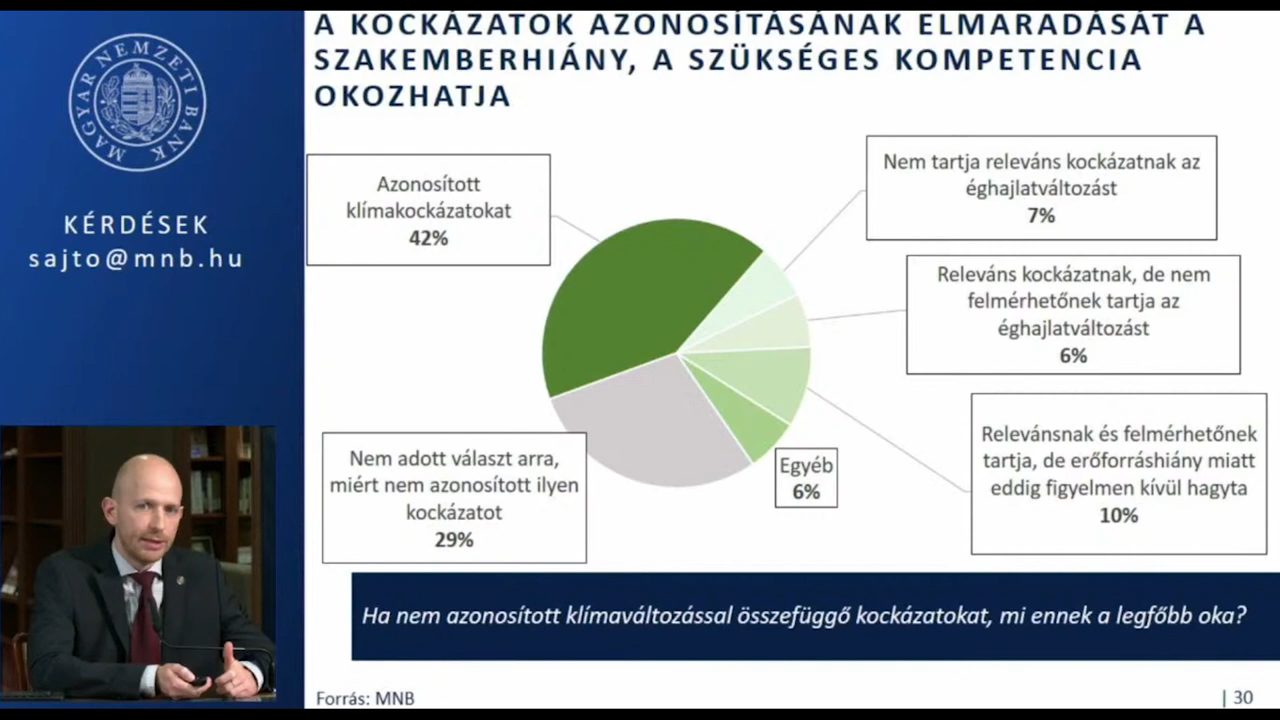 MAGYAR NEMZETI BANK
KÉRDÉSEK
sajto@mnb.hu
A KOCKÁZATOK AZONOSÍTÁSÁNAK ELMARADÁSÁT A
SZAKEMBERHIÁNY, A SZÜKSÉGES KOMPETENCIA
OKOZHATJA
Azonosított
klímakockázatokat
42%
Nem tartja releváns kockázatnak az
éghajlatváltozást
7%
Releváns kockázatnak, de nem
felmérhetőnek tartja az
éghajlatváltozást
6%
Relevánsnak és felmérhetőnek
tartja, de erőforráshiány miatt
eddig figyelmen kívül hagyta
10%
Egyéb
6%
Nem adott választ arra,
miért nem azonosított ilyen
kockázatot
29%
Ha nem azonosított klímaváltozással összefüggő kockázatokat, mi ennek a legfőbb oka?
Forrás: MNB
| 30